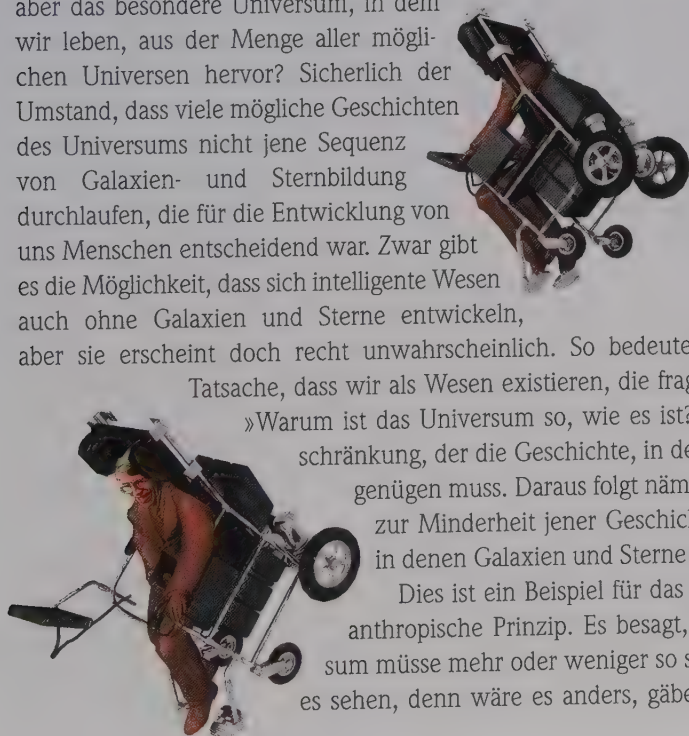 aber das besondere Universum, in dem
wir leben, aus der Menge aller mögli-
chen Universen hervor? Sicherlich der
Umstand, dass viele mögliche Geschichten
des Universums nicht jene Sequenz
von Galaxien- und Sternbildung
durchlaufen, die für die Entwicklung von
uns Menschen entscheidend war. Zwar gibt
es die Möglichkeit, dass sich intelligente Wesen
auch ohne Galaxien und Sterne entwickeln,
aber sie erscheint doch recht unwahrscheinlich. So bedeute
Tatsache, dass wir als Wesen existieren, die frag
»Warum ist das Universum so, wie es ist?
schränkung, der die Geschichte, in de
genügen muss. Daraus folgt näm
zur Minderheit jener Geschic
in denen Galaxien und Sterne
Dies ist ein Beispiel für das
anthropische Prinzip. Es besagt,
sum müsse mehr oder weniger so s
es sehen, denn wäre es anders, gäbe